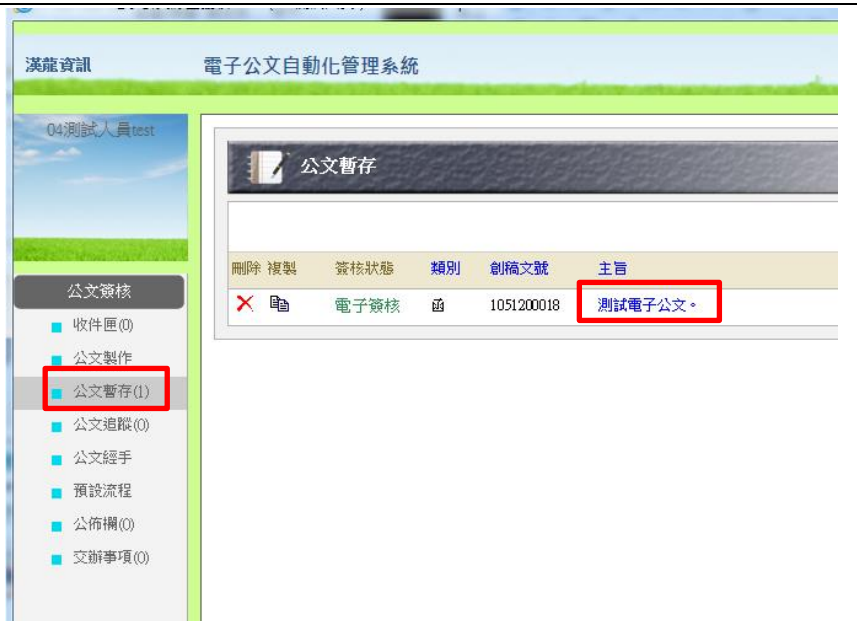 漢龍資訊 電子公文自動化管理系統
04測試人員test
公文暫存
刪除 複製 簽核狀態 類別 創稿文號 主旨
電子簽核 函 1051200018 測試電子公文。
公文簽核
收件匣(0)
公文製作
公文暫存(1)
公文追蹤(0)
公文經手
預設流程
公佈欄(0)
交辦事項(0)